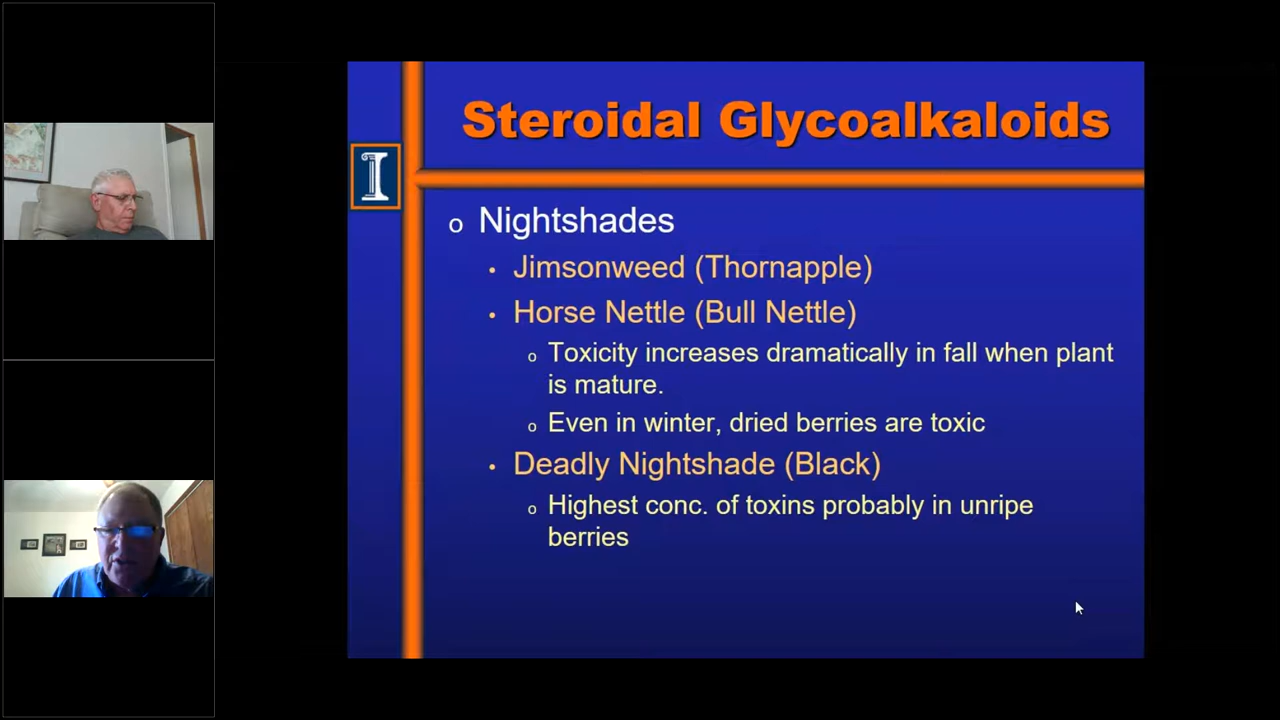 Steroidal Glycoalkaloids
I
o Nightshades
• Jimsonweed (Thornapple)
• Horse Nettle (Bull Nettle)
o Toxicity increases dramatically in fall when plant
is mature.
o Even in winter, dried berries are toxic
• Deadly Nightshade (Black)
o Highest conc. of toxins probably in unripe
berries